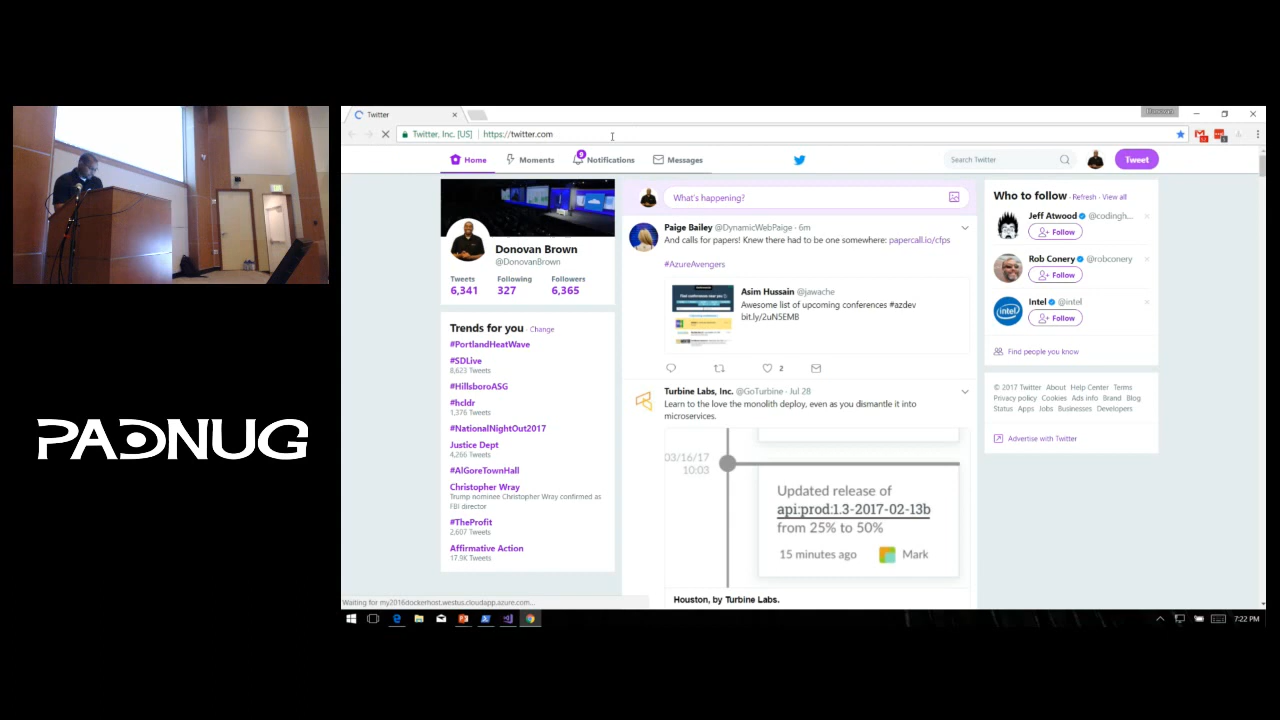 PADNUG
Twitter
Donovan
Twitter, Inc. [US] https://twitter.com
Home Moments 9 Notifications Messages Search Twitter Tweet
Donovan Brown
@DonovanBrown
Tweets Following Followers
6,341 327 6,365
Trends for you · Change
#PortlandHeatWave
#SDLive
8,623 Tweets
#HillsboroASG
#hcldr
1,376 Tweets
#NationalNightOut2017
Justice Dept
4,266 Tweets
#AlGoreTownHall
Christopher Wray
Trump nominee Christopher Wray confirmed as
FBI director
#TheProfit
2,607 Tweets
Affirmative Action
17.9K Tweets
What's happening?
Paige Bailey @DynamicWebPaige · 6m
And calls for papers! Knew there had to be one somewhere: papercall.io/cfps
#AzureAvengers
Asim Hussain @jawache
Awesome list of upcoming conferences #azdev
bit.ly/2uN5EMB
2
Turbine Labs, Inc. @GoTurbine · Jul 28
Learn to the love the monolith deploy, even as you dismantle it into
microservices.
03/16/17
10:03
Updated release of
api:prod:1.3-2017-02-13b
from 25% to 50%
15 minutes ago Mark
Houston, by Turbine Labs.
Who to follow · Refresh · View all
Jeff Atwood @codingh...
Follow
Rob Conery @robconery
Follow
Intel @intel
Follow
Find people you know
© 2017 Twitter About Help Center Terms
Privacy policy Cookies Ads info Brand Blog
Status Apps Jobs Businesses Developers
Advertise with Twitter
Waiting for my2016dockerhost.westus.cloudapp.azure.com...
7:22 PM